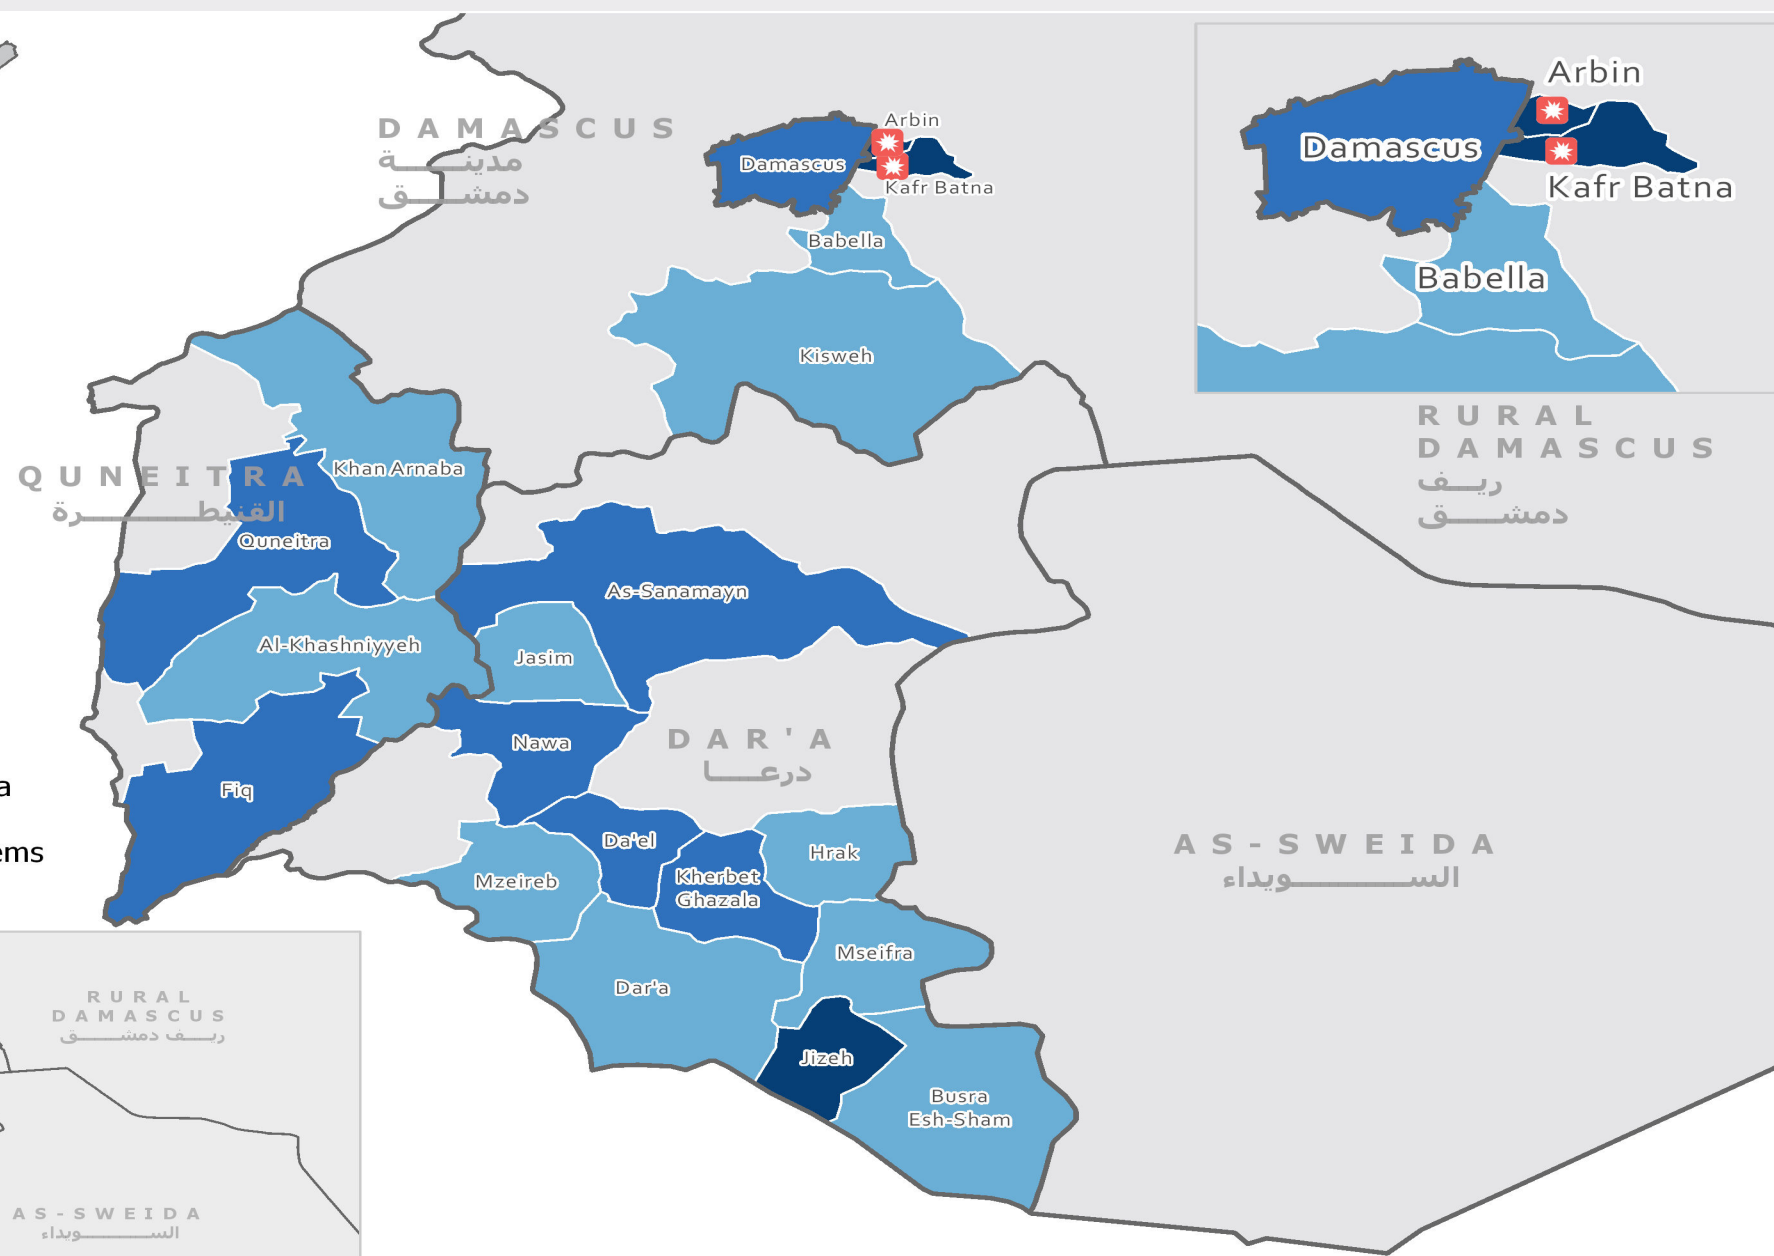 DAMASCUS
مدينة
دمشق
Arbin
Damascus
Kafr Batna
Babella
Kisweh
Arbin
Damascus
Kafr Batna
Babella
RURAL
DAMASCUS
ريف
دمشق
QUNEITRA
القنيطرة
Khan Arnaba
Quneitra
Al-Khashniyyeh
Fiq
As-Sanamayn
Jasim
Nawa
DAR'A
درعا
Da'el
Kherbet
Ghazala
Hrak
Mzeireb
Mseifra
Dar'a
Jizeh
Busra
Esh-Sham
AS-SWEIDA
السويداء
a
ems
RURAL
DAMASCUS
ريف دمشق
AS-SWEIDA
السويداء